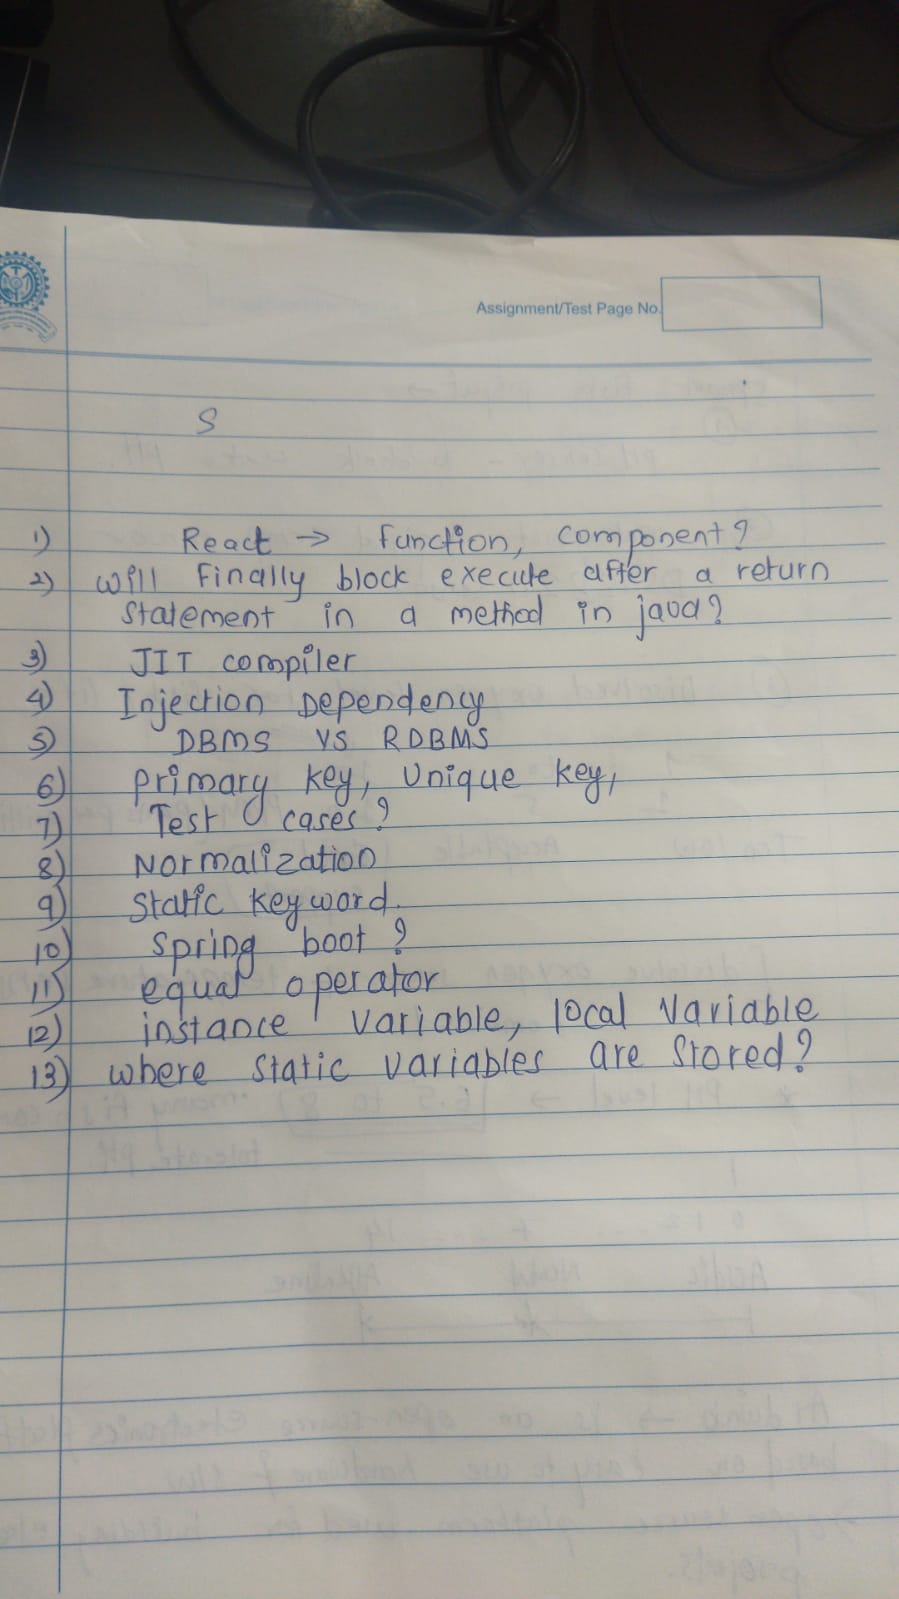 Assignment/Test Page No.
S
1) React → function, component?
2) will finally block execute after a return
statement in a method in java?
3) JIT compiler
4) Injection Dependency
5) DBMS VS RDBMS
6) primary key, unique key,
7) Test cases?
8) Normalization
9) Static keyword.
10) Spring boot?
11) equal operator
12) instance variable, local variable
13) where static variables are stored?